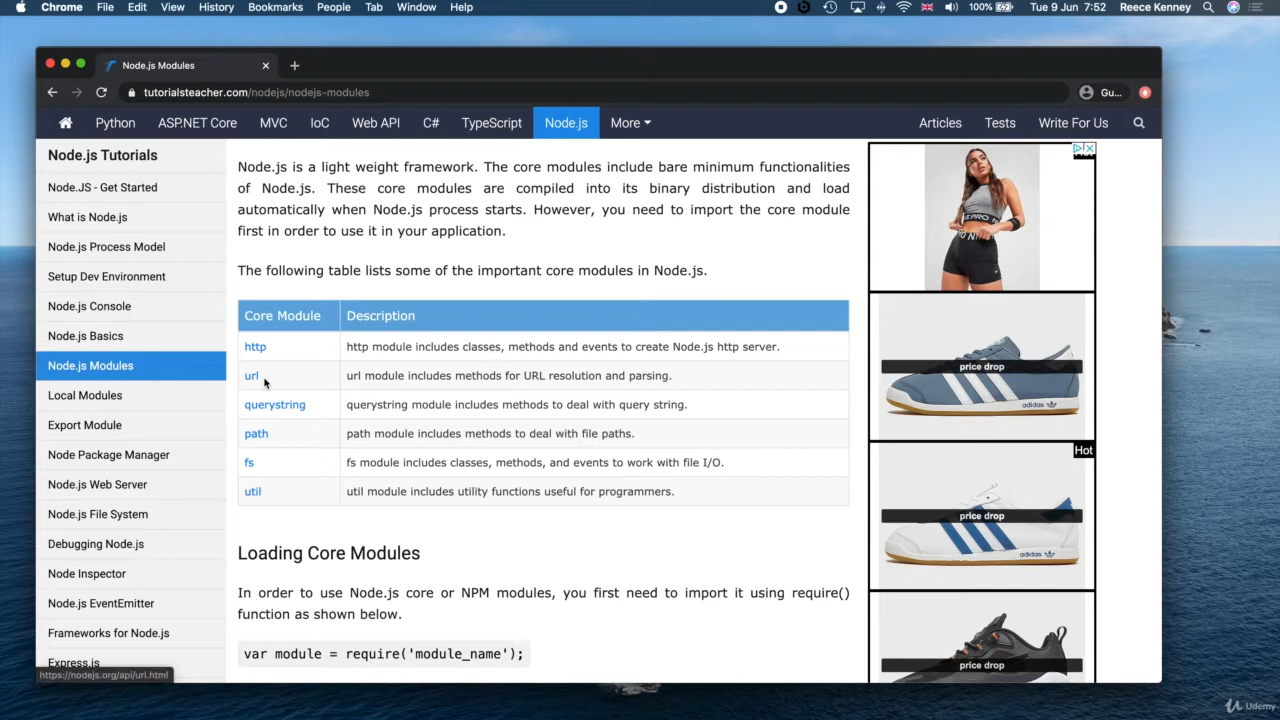 Chrome File Edit View History Bookmarks People Tab Window Help 100% Tue 9 Jun 7:52 Reece Kenney
Node.js Modules
tutorialsteacher.com/nodejs/nodejs-modules Gu...
Python ASP.NET Core MVC IoC Web API C# TypeScript Node.js More Articles Tests Write For Us
Node.js Tutorials
Node.JS - Get Started
What is Node.js
Node.js Process Model
Setup Dev Environment
Node.js Console
Node.js Basics
Node.js Modules
Local Modules
Export Module
Node Package Manager
Node.js Web Server
Node.js File System
Debugging Node.js
Node Inspector
Node.js EventEmitter
Frameworks for Node.js
Express.js
https://nodejs.org/api/url.html
Node.js is a light weight framework. The core modules include bare minimum functionalities
of Node.js. These core modules are compiled into its binary distribution and load
automatically when Node.js process starts. However, you need to import the core module
first in order to use it in your application.
The following table lists some of the important core modules in Node.js.
Core Module Description
http http module includes classes, methods and events to create Node.js http server.
url url module includes methods for URL resolution and parsing.
querystring querystring module includes methods to deal with query string.
path path module includes methods to deal with file paths.
fs fs module includes classes, methods, and events to work with file I/O.
util util module includes utility functions useful for programmers.
Loading Core Modules
In order to use Node.js core or NPM modules, you first need to import it using require()
function as shown below.
var module = require('module_name');
price drop
adidas
Hot
price drop
adidas
price drop
Udemy